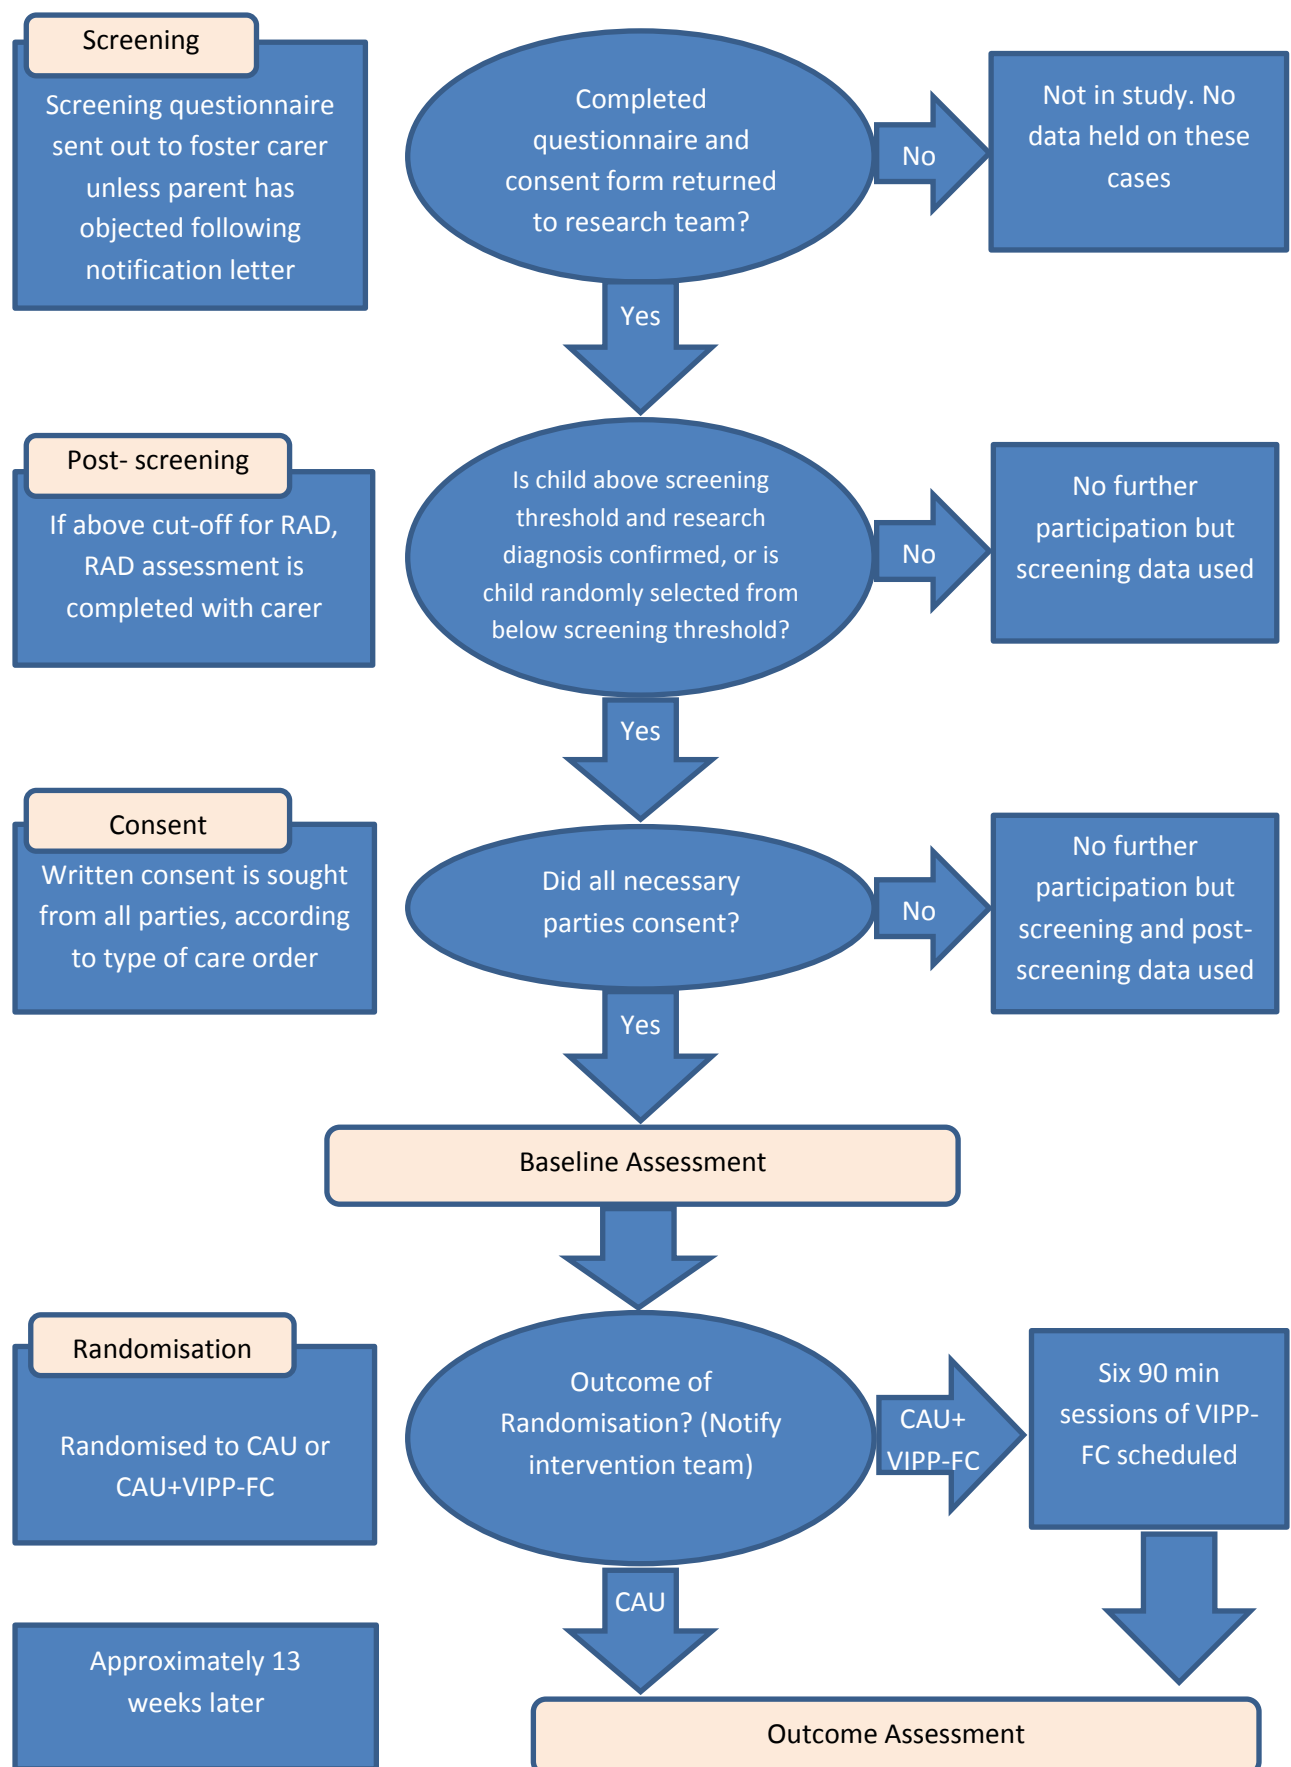 Screening
Screening questionnaire
sent out to foster carer
unless parent has
objected following
notification letter
Completed
questionnaire and
consent form returned
to research team?
No
Not in study. No
data held on these
cases
Yes
Post- screening
If above cut-off for RAD,
RAD assessment is
completed with carer
Is child above screening
threshold and research
diagnosis confirmed, or is
child randomly selected from
below screening threshold?
No
No further
participation but
screening data used
Yes
Consent
Written consent is sought
from all parties, according
to type of care order
Did all necessary
parties consent?
No
No further
participation but
screening and post-
screening data used
Yes
Baseline Assessment
Randomisation
Randomised to CAU or
CAU+VIPP-FC
Outcome of
Randomisation? (Notify
intervention team)
CAU+
VIPP-FC
Six 90 min
sessions of VIPP-
FC scheduled
CAU
Approximately 13
weeks later
Outcome Assessment